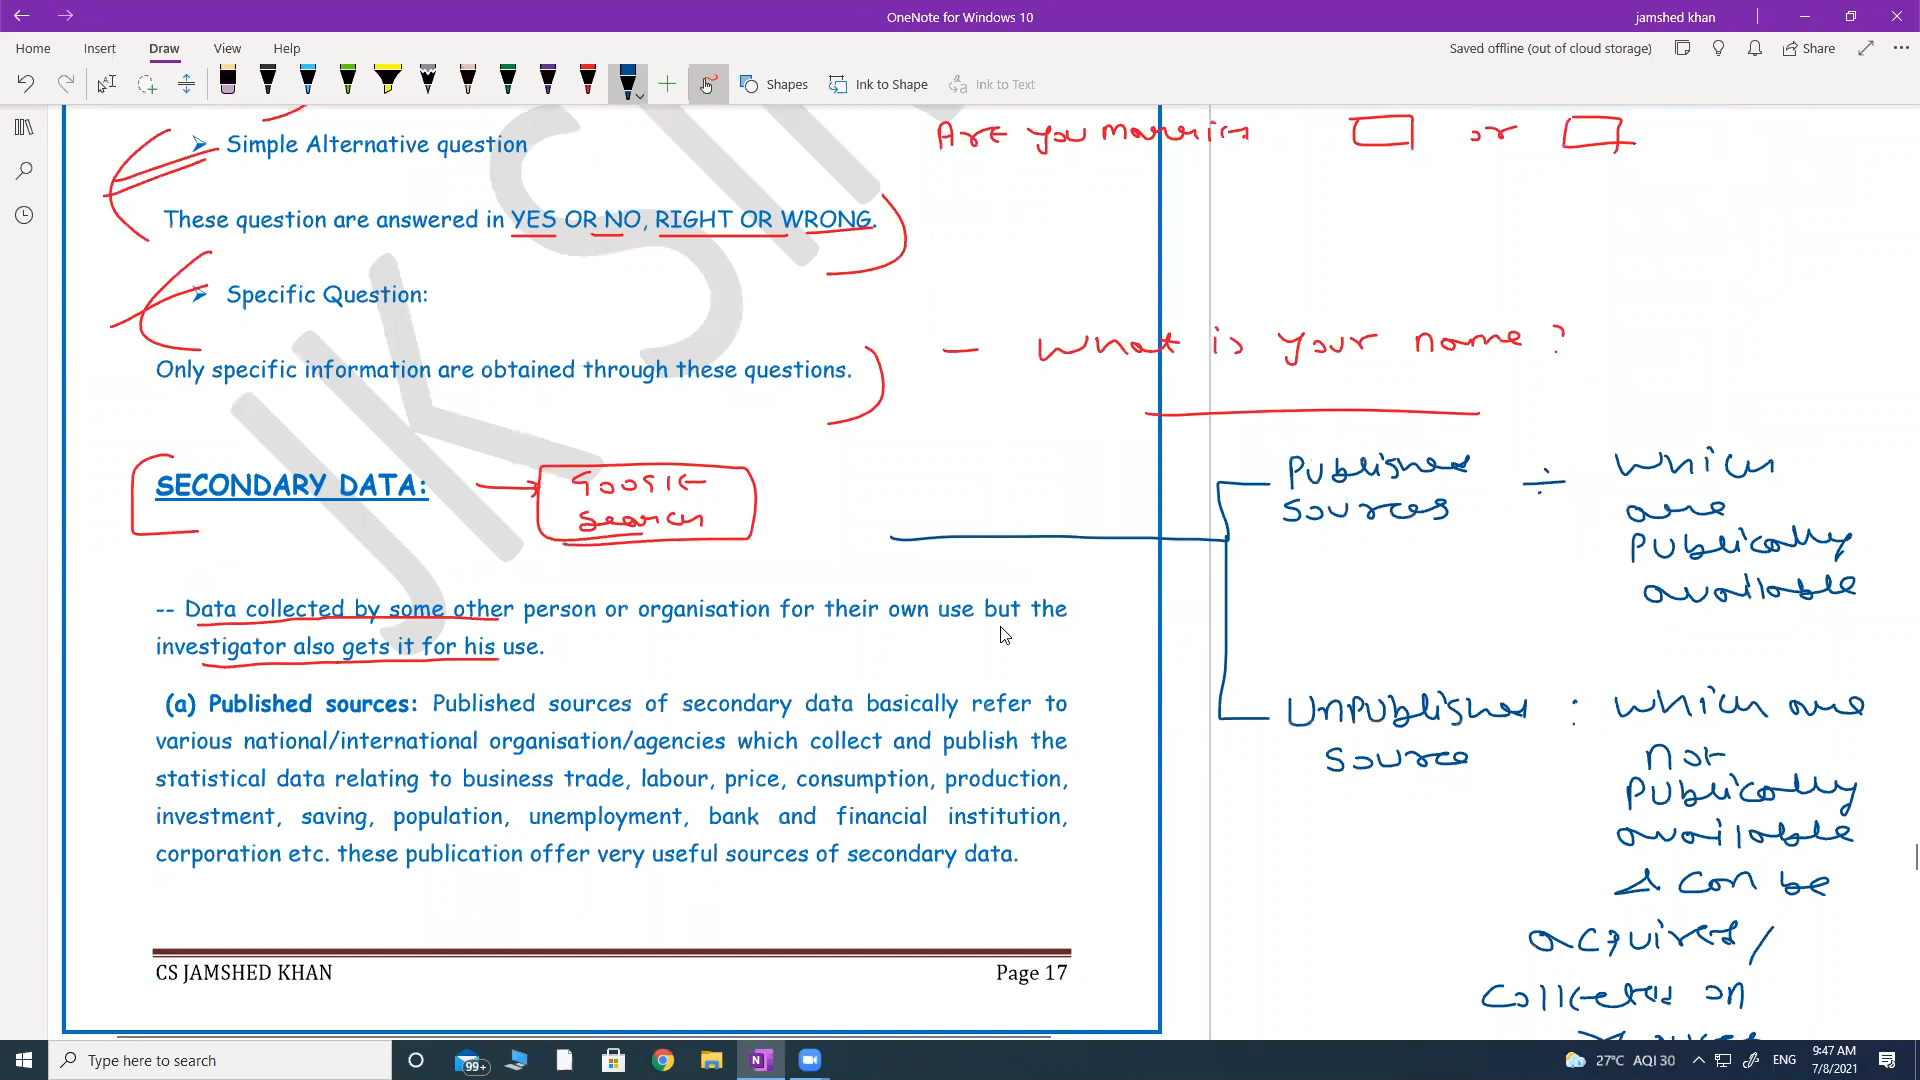 OneNote for Windows 10
jamshed khan
Home Insert Draw View Help
Saved offline (out of cloud storage)
Share
Shapes
Ink to Shape
Ink to Text
Simple Alternative question
Are you married or
These question are answered in YES OR NO, RIGHT OR WRONG.
Specific Question:
Only specific information are obtained through these questions.
— What is your name?
SECONDARY DATA:
Google
Search
-- Data collected by some other person or organisation for their own use but the
investigator also gets it for his use.
(a) Published sources: Published sources of secondary data basically refer to
various national/international organisation/agencies which collect and publish the
statistical data relating to business trade, labour, price, consumption, production,
investment, saving, population, unemployment, bank and financial institution,
corporation etc. these publication offer very useful sources of secondary data.
CS JAMSHED KHAN
Page 17
Published
Sources
÷ which
are
Publically
available
Unpublished
Source
: which are
not
Publically
available
& can be
acquired/
collected on
JK
Type here to search
99+
27°C AQI 30
ENG
9:47 AM
7/8/2021